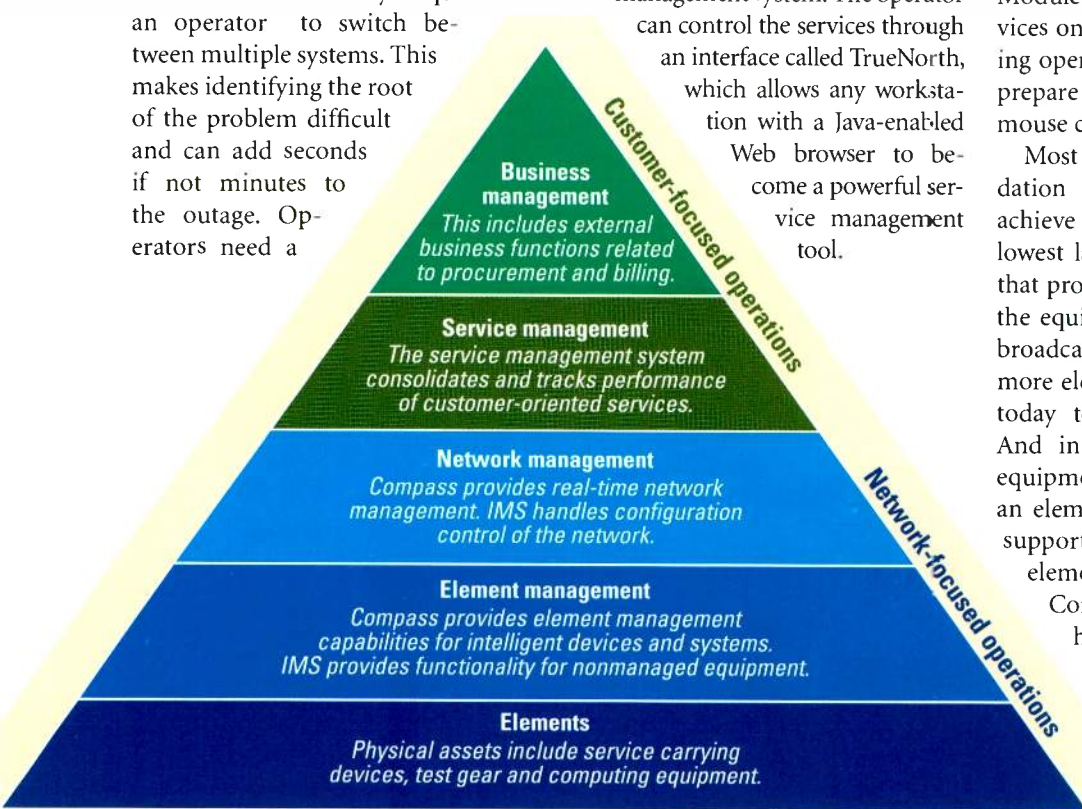 an operator to switch be-
tween multiple systems. This
makes identifying the root
of the problem difficult
and can add seconds
if not minutes to
the outage. Op-
erators need a
management system. The operator
can control the services through
an interface called TrueNorth,
which allows any worksta-
tion with a Java-enabled
Web browser to be-
come a powerful ser-
vice management
tool.
vices on
ing oper
prepare
mouse c
Most
dation
achieve
lowest la
that pro
the equi
broadca
more ele
today t
And in
equipme
an elem
support
eleme
Co
h
Business
management
This includes external
business functions related
to procurement and billing.
Service management
The service management system
consolidates and tracks performance
of customer-oriented services.
Network management
Compass provides real-time network
management. IMS handles configuration
control of the network.
Element management
Compass provides element management
capabilities for intelligent devices and systems.
IMS provides functionality for nonmanaged equipment.
Elements
Physical assets include service carrying
devices, test gear and computing equipment.
Customer-focused operations
Network-focused operations